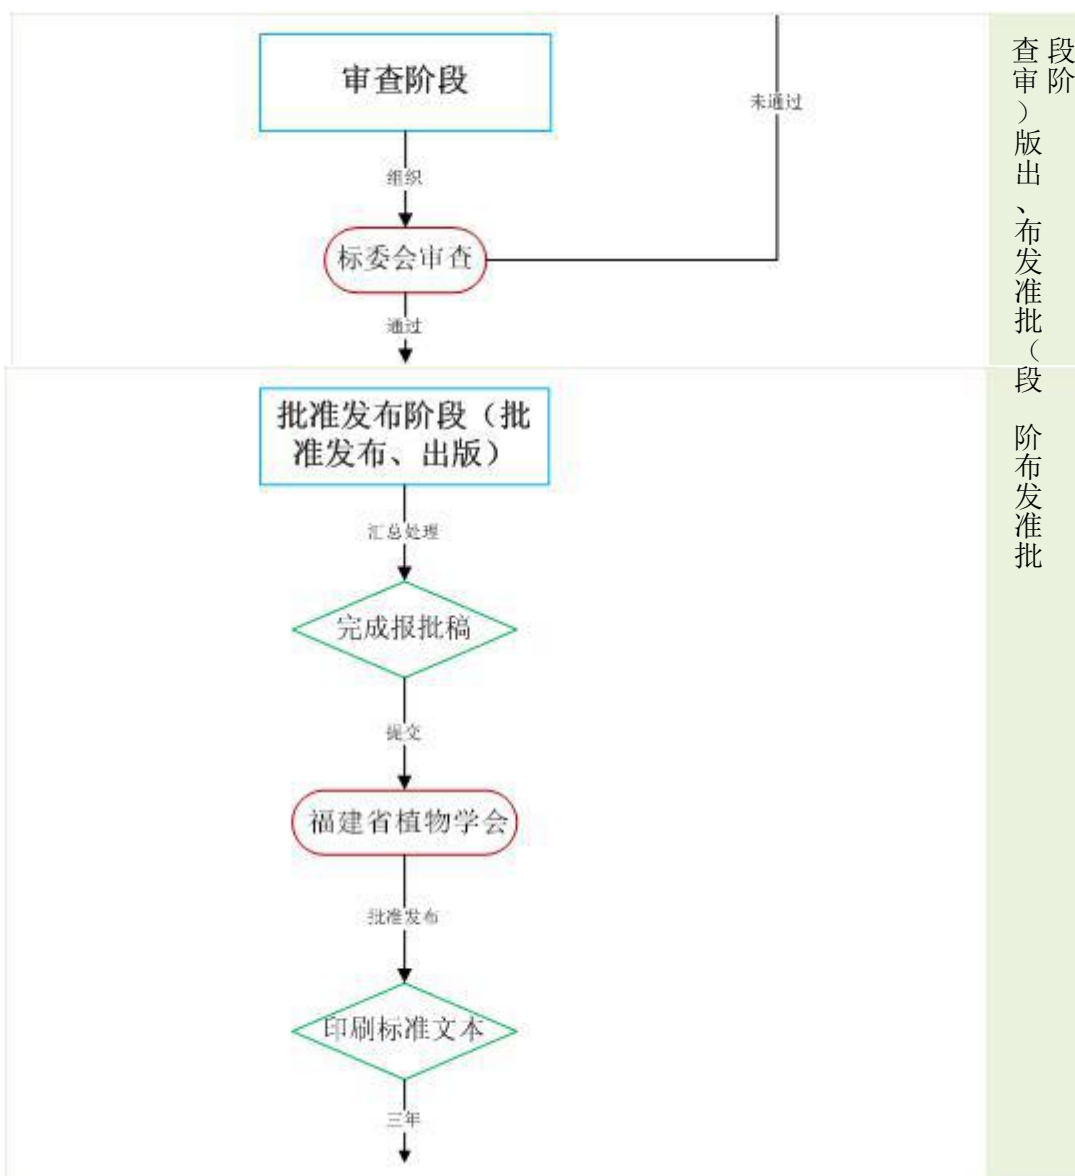 审查阶段
未通过
组织
标委会审查
通过
批准发布阶段（批
准发布、出版）
汇总处理
完成报批稿
提交
福建省植物学会
批准发布
印刷标准文本
三年
段阶
查审）版出、布发准批（段 阶布发准批